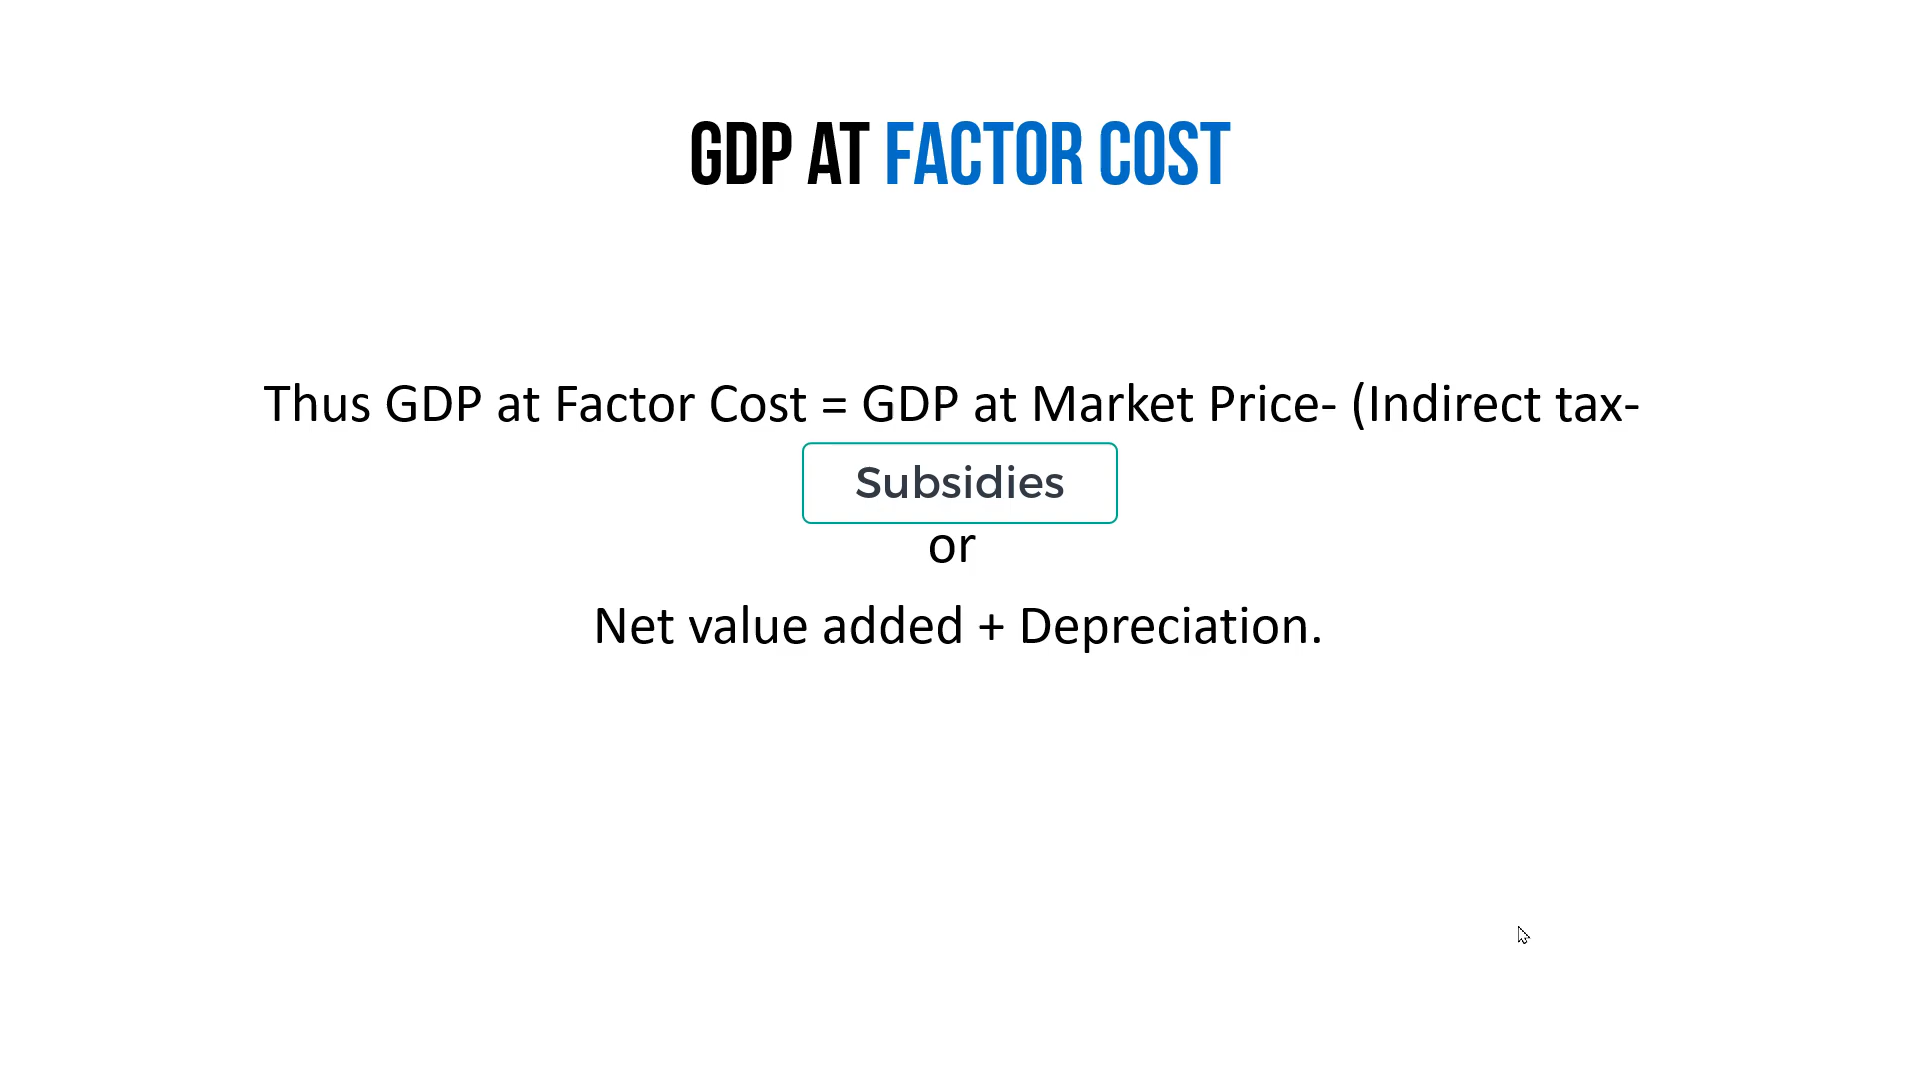 GDP AT FACTOR COST
Thus GDP at Factor Cost = GDP at Market Price- (Indirect tax-
Subsidies
or
Net value added + Depreciation.